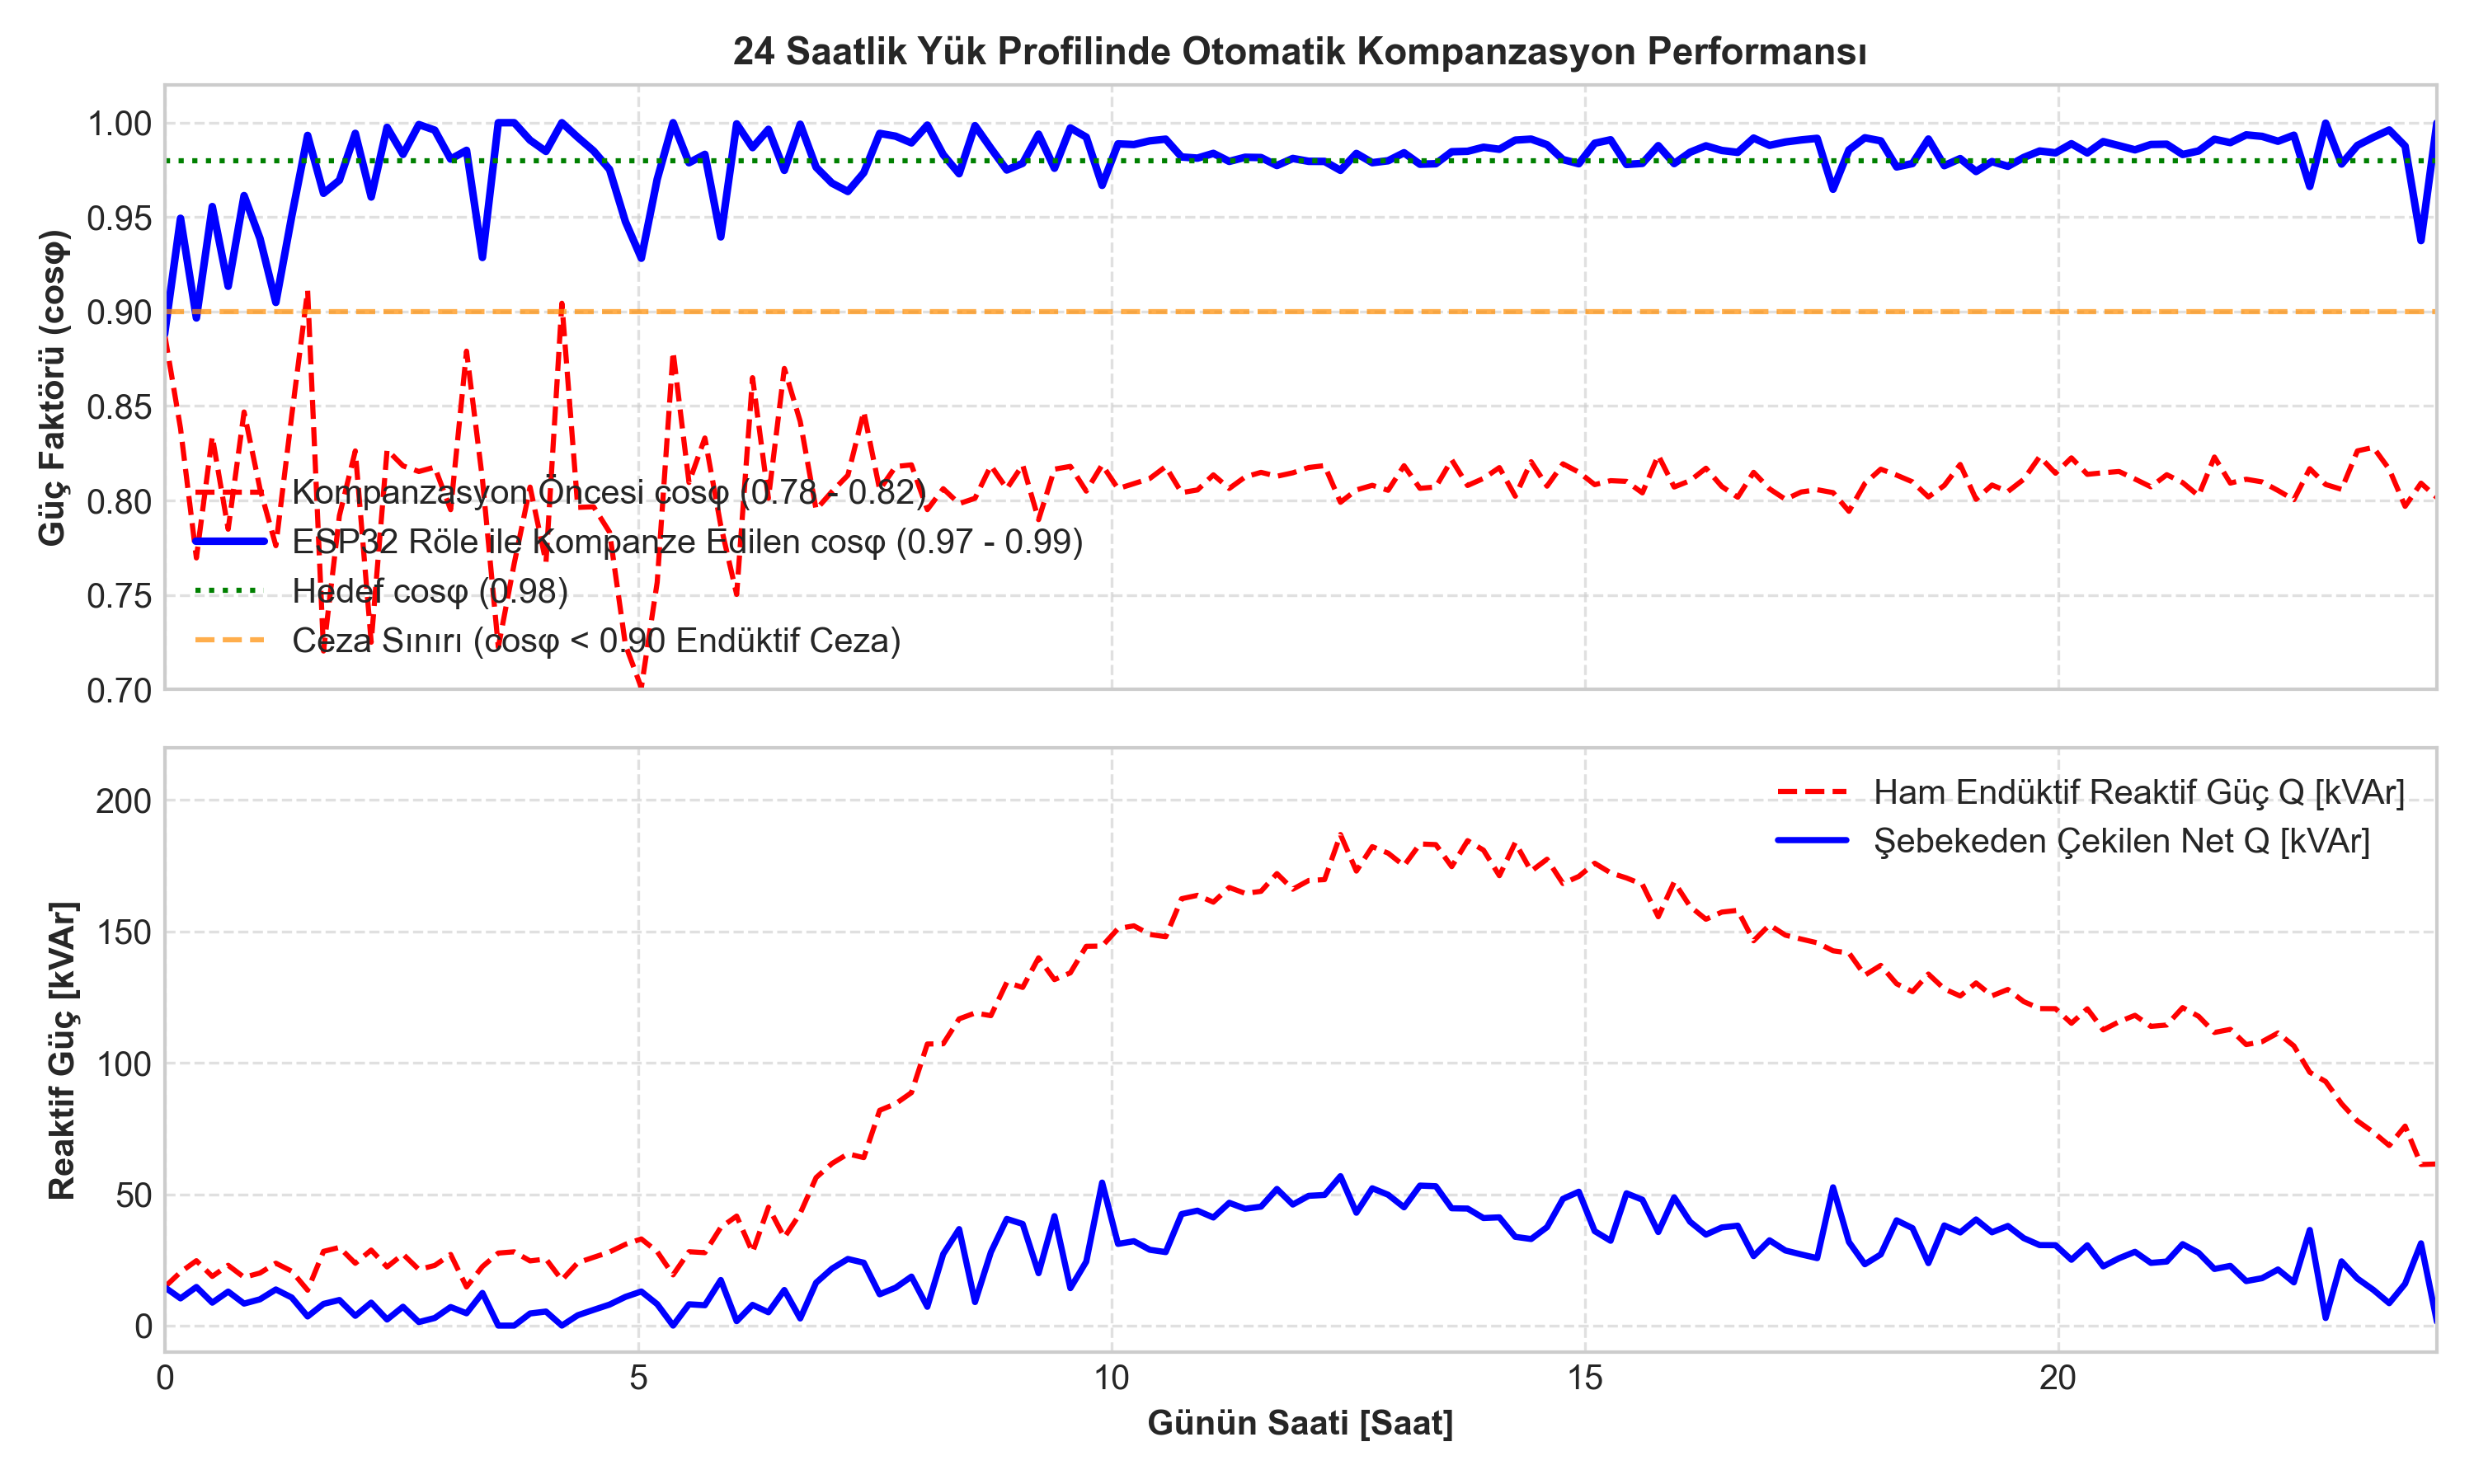 24 Saatlik Yük Profilinde Otomatik Kompanzasyon Performansı
Güç Faktörü (cosφ)
1.00
0.95
0.90
0.85
0.80
0.75
0.70
Kompanzasyon Öncesi cosφ (0.78 - 0.82)
ESP32 Röle ile Kompanze Edilen cosφ (0.97 - 0.99)
Hedef cosφ (0.98)
Ceza Sınırı (cosφ < 0.90 Endüktif Ceza)
Reaktif Güç [kVAr]
200
150
100
50
0
Ham Endüktif Reaktif Güç Q [kVAr]
Şebekeden Çekilen Net Q [kVAr]
0 5 10 15 20
Günün Saati [Saat]